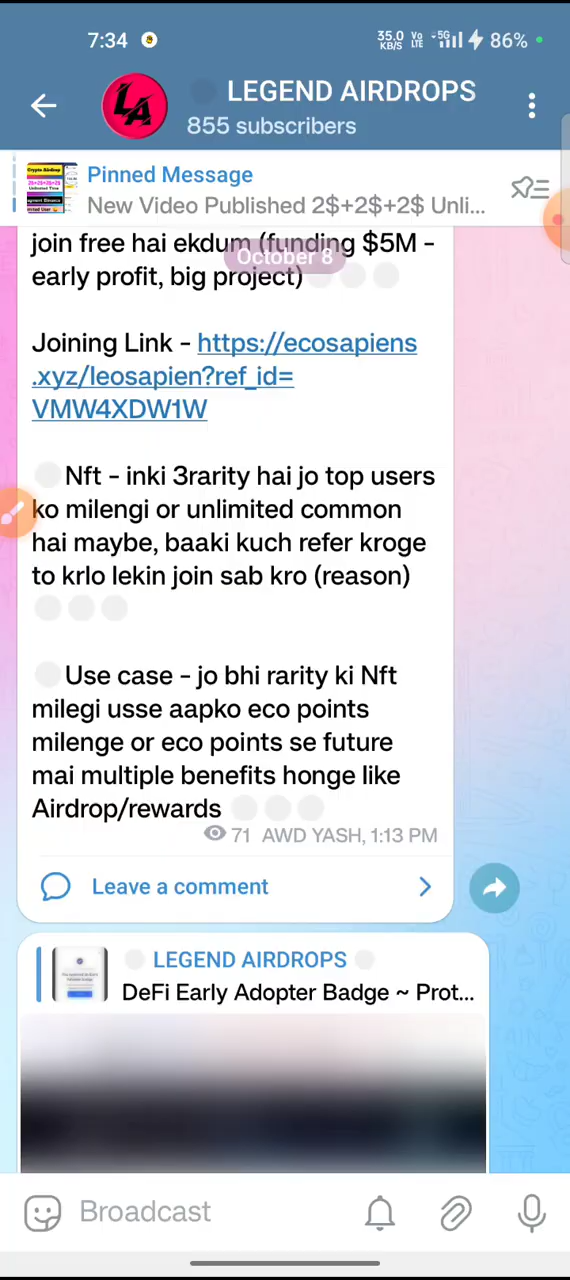 7:34
35.0 KB/S Vo LTE 5G 86%
LA
LEGEND AIRDROPS
855 subscribers
Pinned Message
New Video Published 2$+2$+2$ Unli...
join free hai ekdum (funding $5M -
October 8
early profit, big project)
Joining Link - https://ecosapiens
.xyz/leosapien?ref_id=
VMW4XDW1W
Nft - inki 3rarity hai jo top users
ko milengi or unlimited common
hai maybe, baaki kuch refer kroge
to krlo lekin join sab kro (reason)
Use case - jo bhi rarity ki Nft
milegi usse aapko eco points
milenge or eco points se future
mai multiple benefits honge like
Airdrop/rewards
71 AWD YASH, 1:13 PM
Leave a comment
LEGEND AIRDROPS
DeFi Early Adopter Badge ~ Prot...
Broadcast